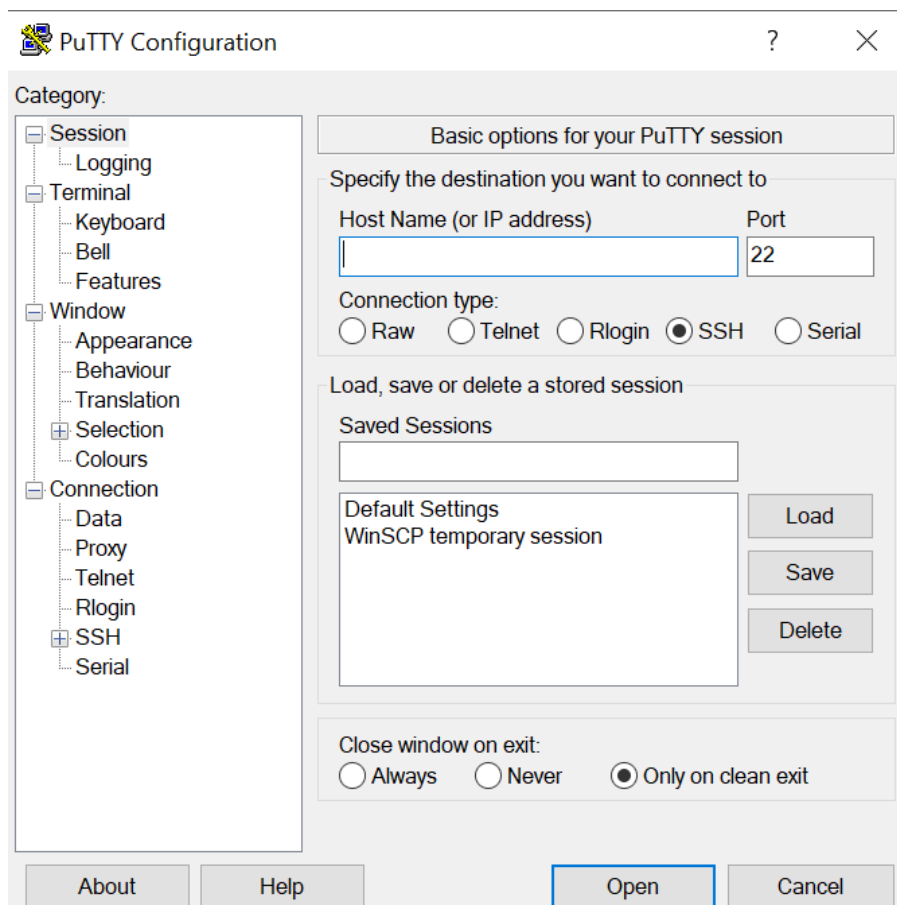 PuTTY Configuration
?
Category:
Session
Logging
Terminal
Keyboard
Bell
Features
Window
Appearance
Behaviour
Translation
Selection
Colours
Connection
Data
Proxy
Telnet
Rlogin
SSH
Serial
Basic options for your PuTTY session
Specify the destination you want to connect to
Host Name (or IP address) Port
22
Connection type:
Raw Telnet Rlogin SSH Serial
Load, save or delete a stored session
Saved Sessions
Default Settings
WinSCP temporary session
Load
Save
Delete
Close window on exit:
Always Never Only on clean exit
About Help Open Cancel